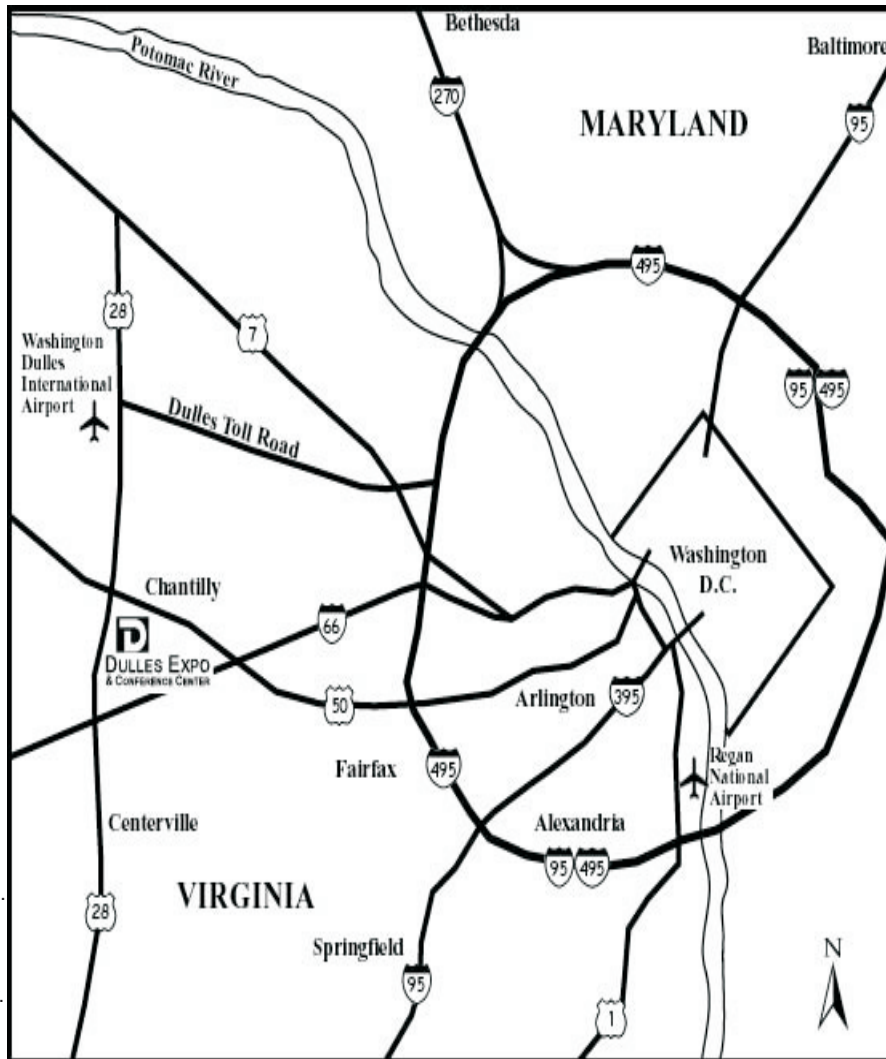 Bethesda
Baltimore
Potomac River
270
95
MARYLAND
495
28
7
Washington
Dulles
International
Airport
95 495
Dulles Toll Road
Washington
D.C.
Chantilly
66
D
DULLES EXPO
& CONFERENCE CENTER
50
Arlington
395
Fairfax
495
Regan
National
Airport
Centerville
Alexandria
95 495
VIRGINIA
28
Springfield
95
N
1